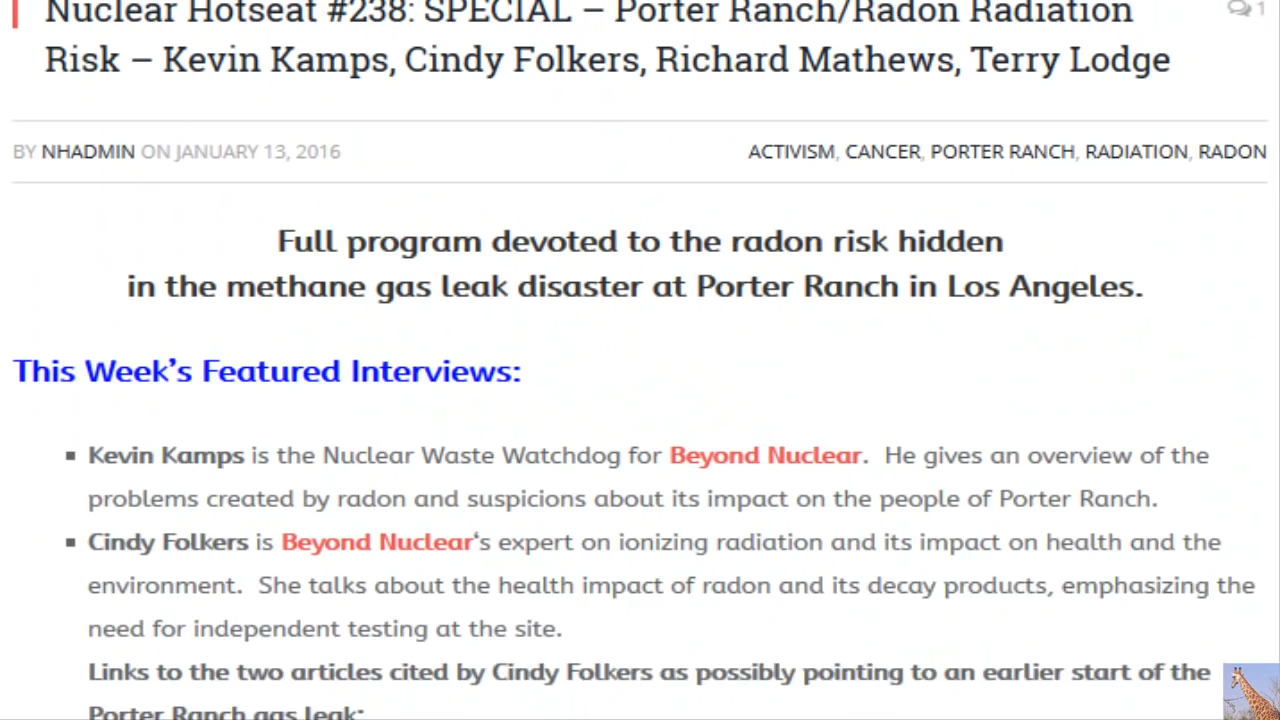 Nuclear Hotseat #238: SPECIAL – Porter Ranch/Radon Radiation
1
Risk – Kevin Kamps, Cindy Folkers, Richard Mathews, Terry Lodge
BY NHADMIN ON JANUARY 13, 2016
ACTIVISM, CANCER, PORTER RANCH, RADIATION, RADON
Full program devoted to the radon risk hidden
in the methane gas leak disaster at Porter Ranch in Los Angeles.
This Week’s Featured Interviews:
▪ Kevin Kamps is the Nuclear Waste Watchdog for Beyond Nuclear. He gives an overview of the
problems created by radon and suspicions about its impact on the people of Porter Ranch.
▪ Cindy Folkers is Beyond Nuclear‘s expert on ionizing radiation and its impact on health and the
environment. She talks about the health impact of radon and its decay products, emphasizing the
need for independent testing at the site.
Links to the two articles cited by Cindy Folkers as possibly pointing to an earlier start of the
Porter Ranch gas leak: